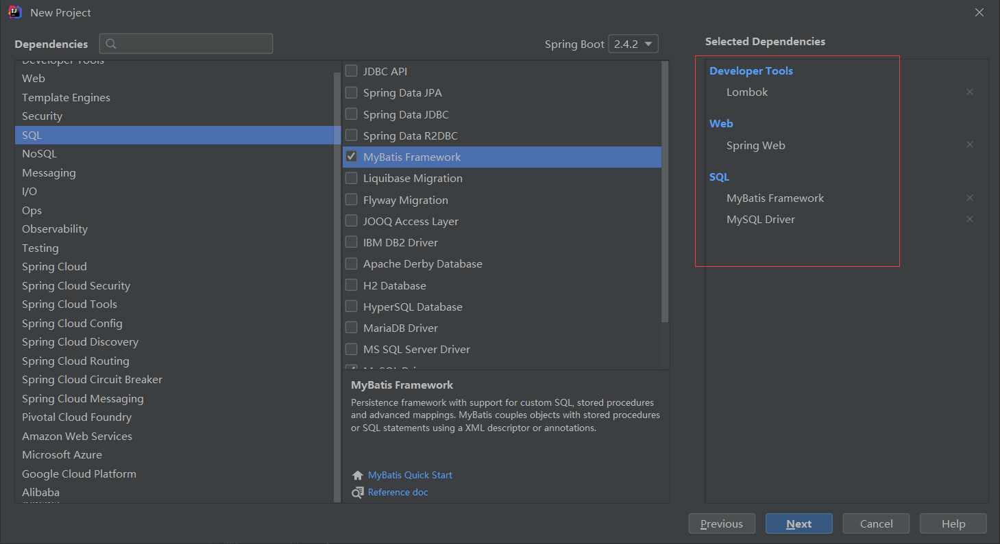 New Project
Dependencies
Spring Boot 2.4.2
Developer Tools
Web
Template Engines
Security
SQL
NoSQL
Messaging
I/O
Ops
Observability
Testing
Spring Cloud
Spring Cloud Security
Spring Cloud Tools
Spring Cloud Config
Spring Cloud Discovery
Spring Cloud Routing
Spring Cloud Circuit Breaker
Spring Cloud Messaging
Pivotal Cloud Foundry
Amazon Web Services
Microsoft Azure
Google Cloud Platform
Alibaba
JDBC API
Spring Data JPA
Spring Data JDBC
Spring Data R2DBC
MyBatis Framework
Liquibase Migration
Flyway Migration
JOOQ Access Layer
IBM DB2 Driver
Apache Derby Database
H2 Database
HyperSQL Database
MariaDB Driver
MS SQL Server Driver
MySQL Driver
MyBatis Framework
Persistence framework with support for custom SQL, stored procedures
and advanced mappings. MyBatis couples objects with stored procedures
or SQL statements using a XML descriptor or annotations.
MyBatis Quick Start
Reference doc
Selected Dependencies
Developer Tools
Lombok
Web
Spring Web
SQL
MyBatis Framework
MySQL Driver
Previous
Next
Cancel
Help